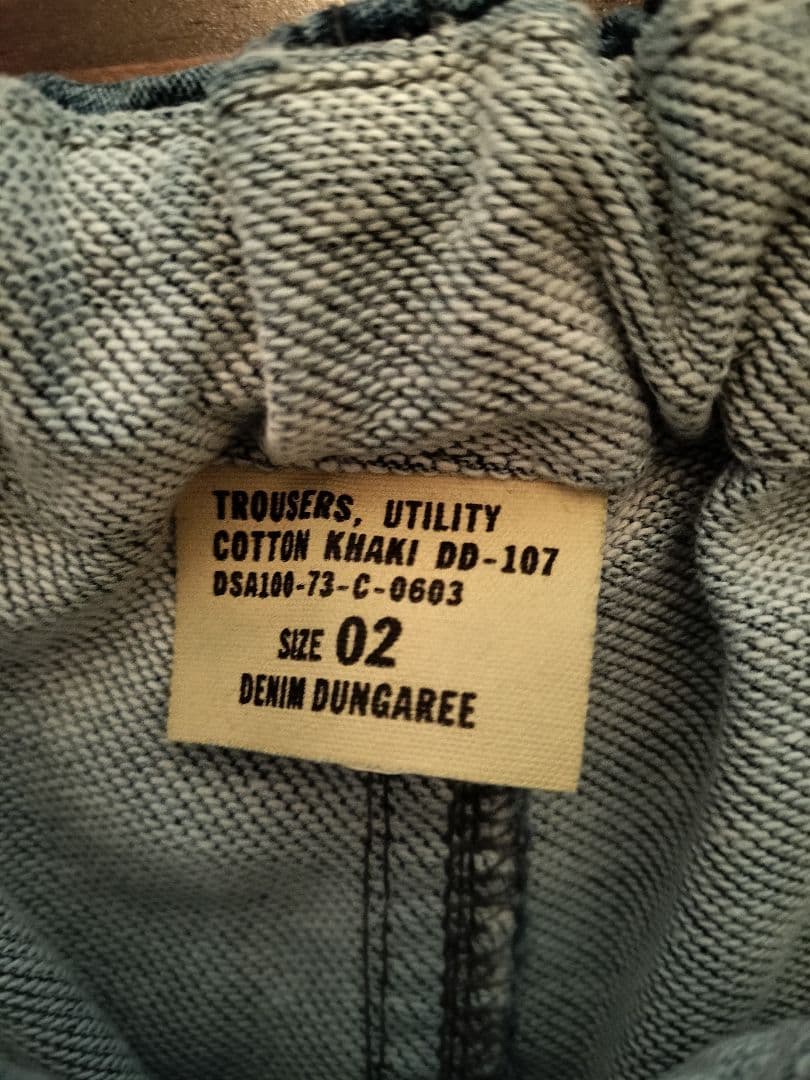 TROUSERS, UTILITY
COTTON KHAKI DD-107
DSA100-73-C-0603
SIZE 02
DENIM DUNGAREE